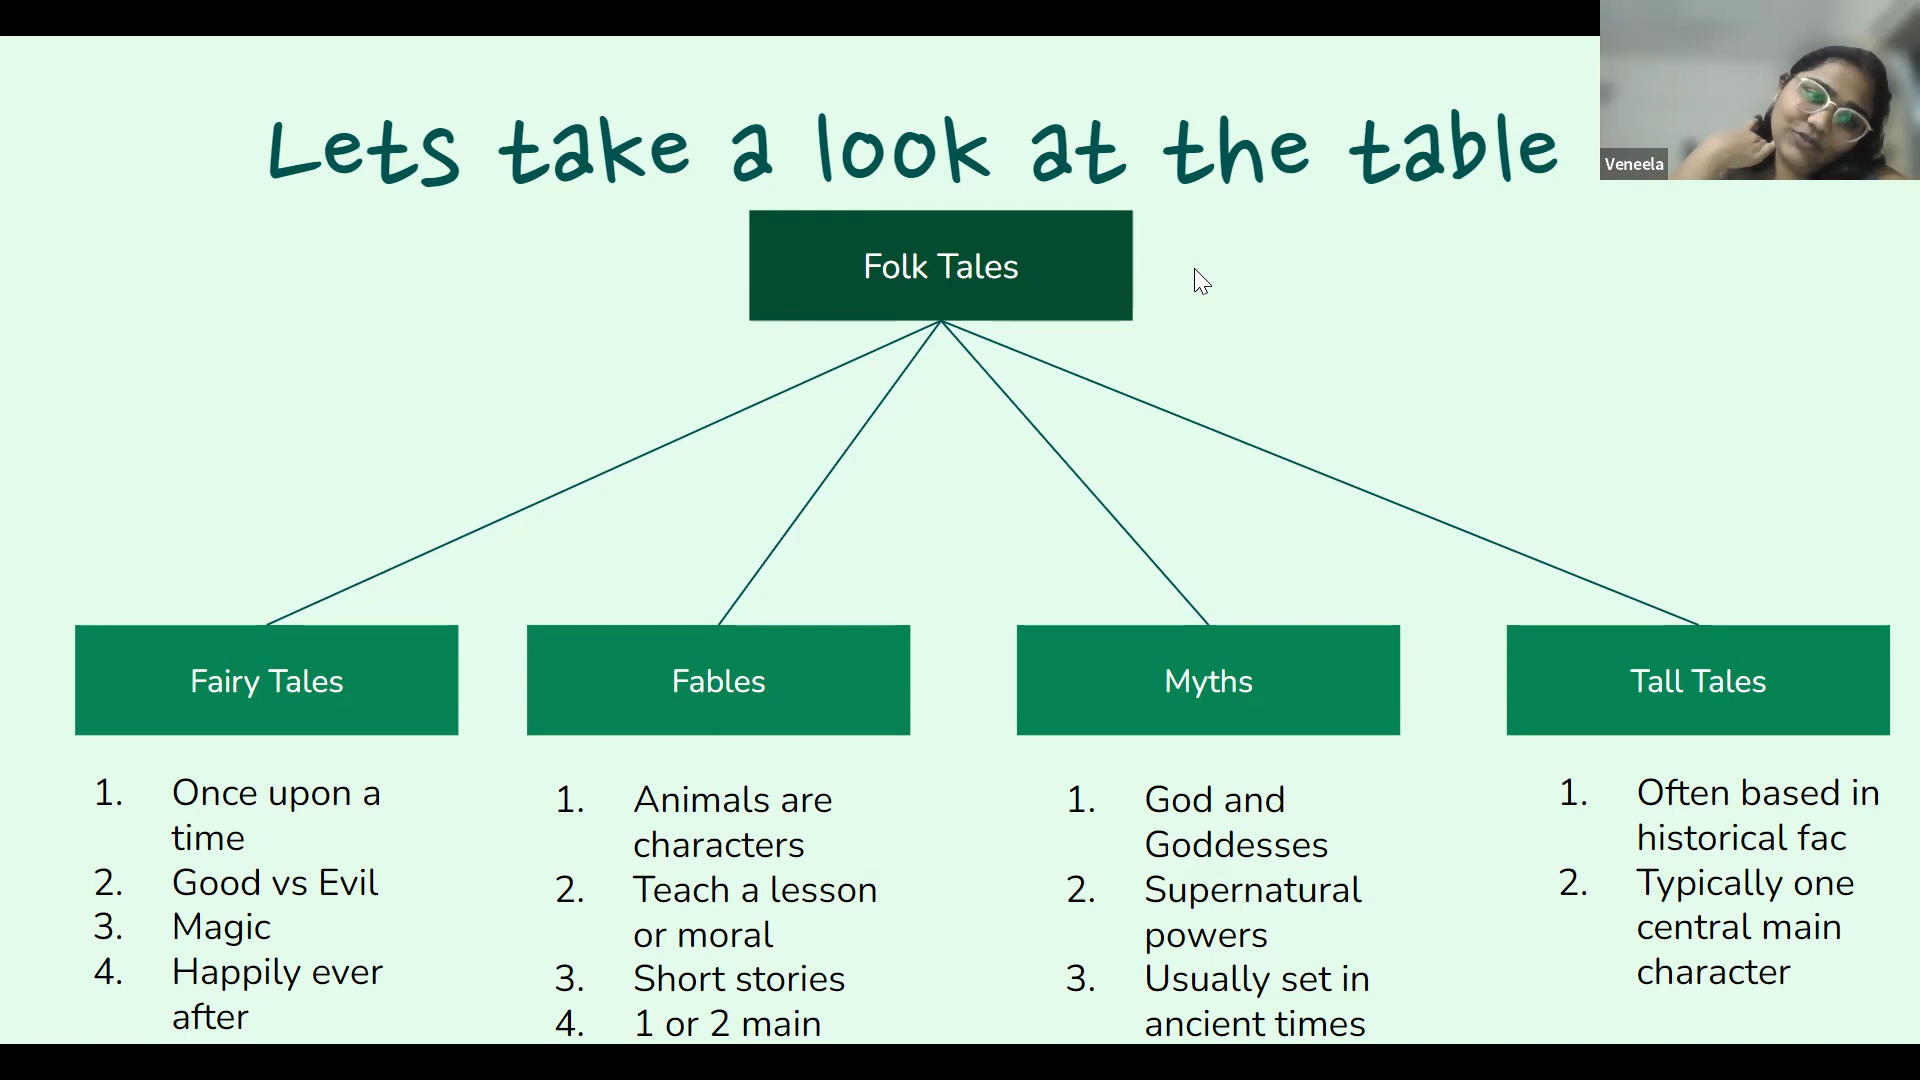 Lets take a look at the table
Veneela
Folk Tales
Fairy Tales
1. Once upon a
time
2. Good vs Evil
3. Magic
4. Happily ever
after
Fables
1. Animals are
characters
2. Teach a lesson
or moral
3. Short stories
4. 1 or 2 main
Myths
1. God and
Goddesses
2. Supernatural
powers
3. Usually set in
ancient times
Tall Tales
1. Often based in
historical fac
2. Typically one
central main
character